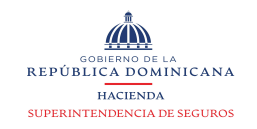 GOBIERNO DE LA
REPÚBLICA DOMINICANA
HACIENDA
SUPERINTENDENCIA DE SEGUROS